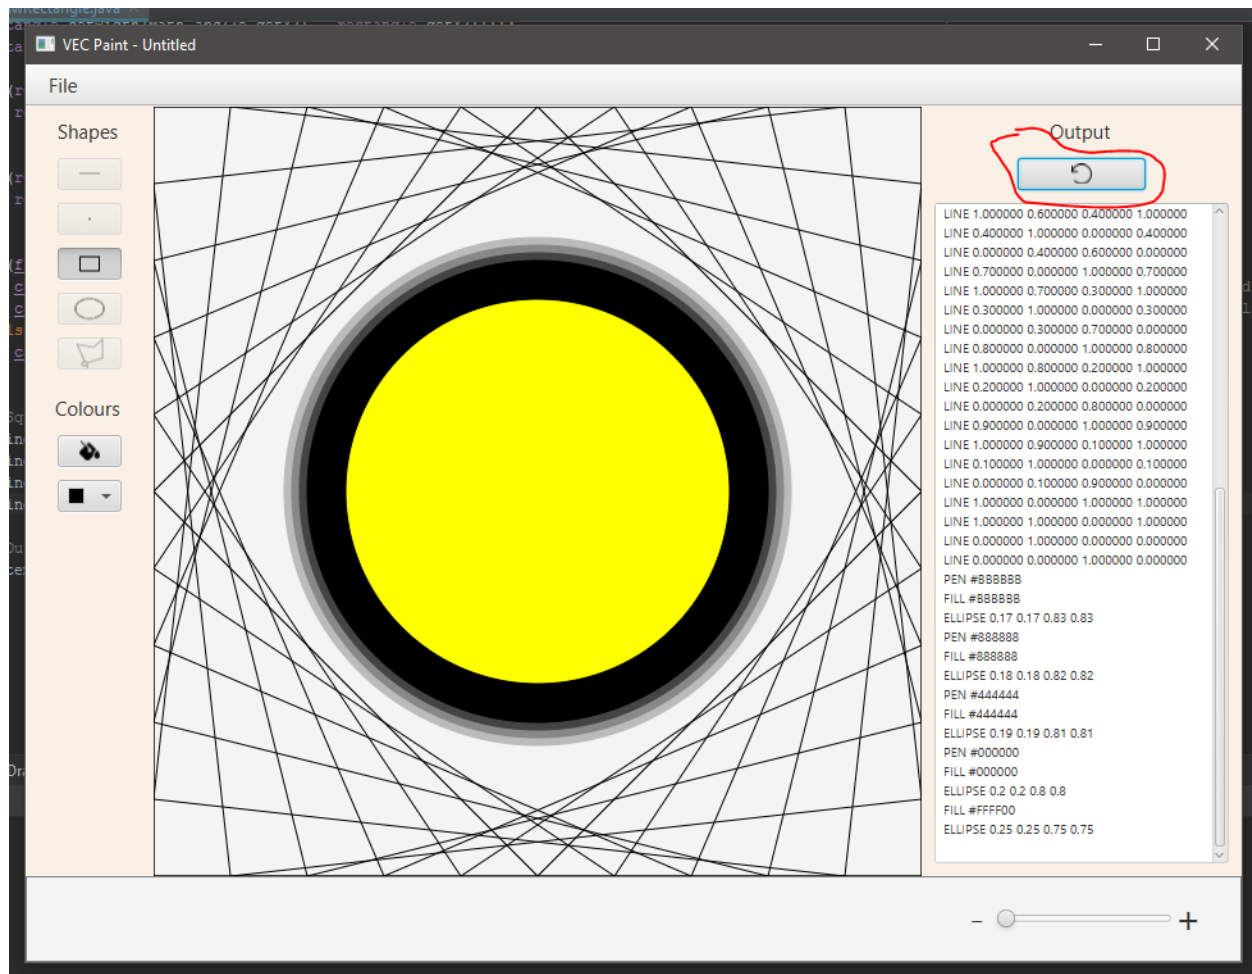 wRectangle.java
VEC Paint - Untitled
File
Shapes
Colours
Output
LINE 1.000000 0.600000 0.400000 1.000000
LINE 0.400000 1.000000 0.000000 0.400000
LINE 0.000000 0.400000 0.600000 0.000000
LINE 0.700000 0.000000 1.000000 0.700000
LINE 1.000000 0.700000 0.300000 1.000000
LINE 0.300000 1.000000 0.000000 0.300000
LINE 0.000000 0.300000 0.700000 0.000000
LINE 0.800000 0.000000 1.000000 0.800000
LINE 1.000000 0.800000 0.200000 1.000000
LINE 0.200000 1.000000 0.000000 0.200000
LINE 0.000000 0.200000 0.800000 0.000000
LINE 0.900000 0.000000 1.000000 0.900000
LINE 1.000000 0.900000 0.100000 1.000000
LINE 0.100000 1.000000 0.000000 0.100000
LINE 0.000000 0.100000 0.900000 0.000000
LINE 1.000000 0.000000 1.000000 1.000000
LINE 1.000000 1.000000 0.000000 1.000000
LINE 0.000000 1.000000 0.000000 0.000000
LINE 0.000000 0.000000 1.000000 0.000000
PEN #BBBBBB
FILL #BBBBBB
ELLIPSE 0.17 0.17 0.83 0.83
PEN #888888
FILL #888888
ELLIPSE 0.18 0.18 0.82 0.82
PEN #444444
FILL #444444
ELLIPSE 0.19 0.19 0.81 0.81
PEN #000000
FILL #000000
ELLIPSE 0.2 0.2 0.8 0.8
FILL #FFFF00
ELLIPSE 0.25 0.25 0.75 0.75